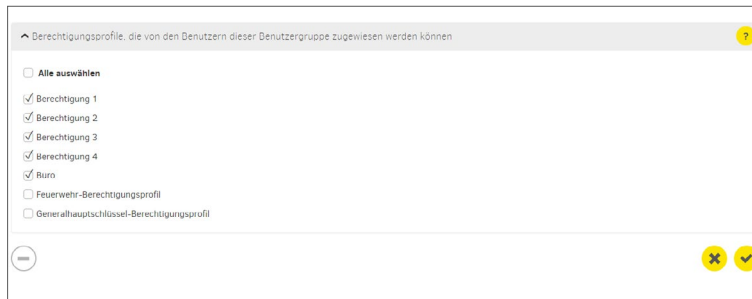 Berechtigungsprofile, die von den Benutzern dieser Benutzergruppe zugewiesen werden können
?
Alle auswählen
Berechtigung 1
Berechtigung 2
Berechtigung 3
Berechtigung 4
Büro
Feuerwehr-Berechtigungsprofil
Generalhauptschlüssel-Berechtigungsprofil